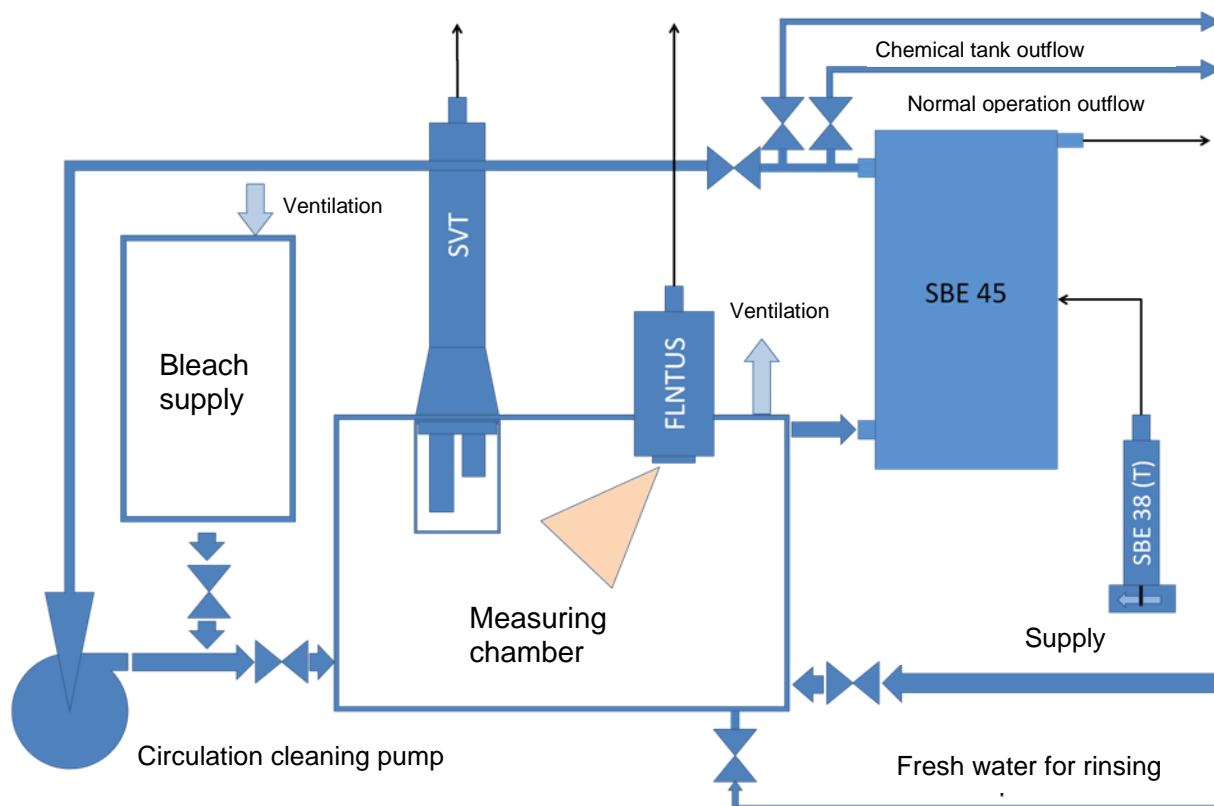 Chemical tank outflow
Normal operation outflow
Ventilation
SVT
SBE 45
Ventilation
Bleach
supply
FLNTUS
SBE 38 (T)
Measuring
chamber
Supply
Circulation cleaning pump
Fresh water for rinsing